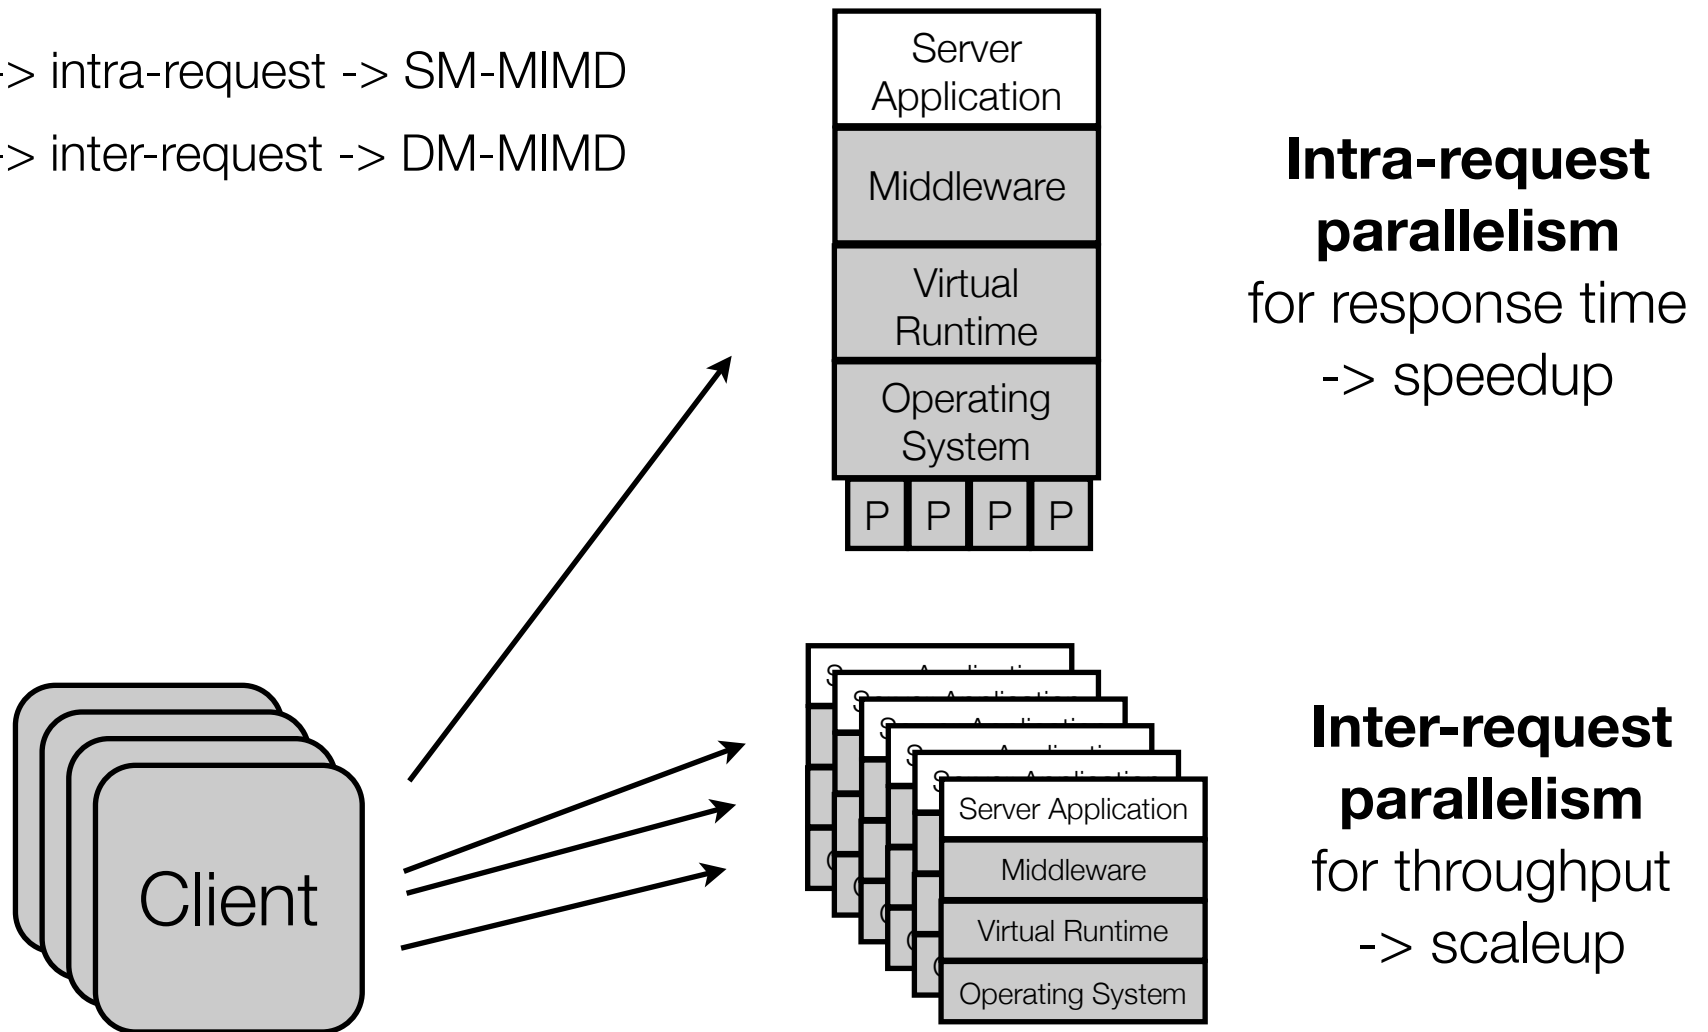 -> intra-request -> SM-MIMD
-> inter-request -> DM-MIMD
Server
Application
Middleware
Virtual
Runtime
Operating
System
P P P P
Intra-request
parallelism
for response time
-> speedup
Client
Server Application
Middleware
Virtual Runtime
Operating System
Inter-request
parallelism
for throughput
-> scaleup